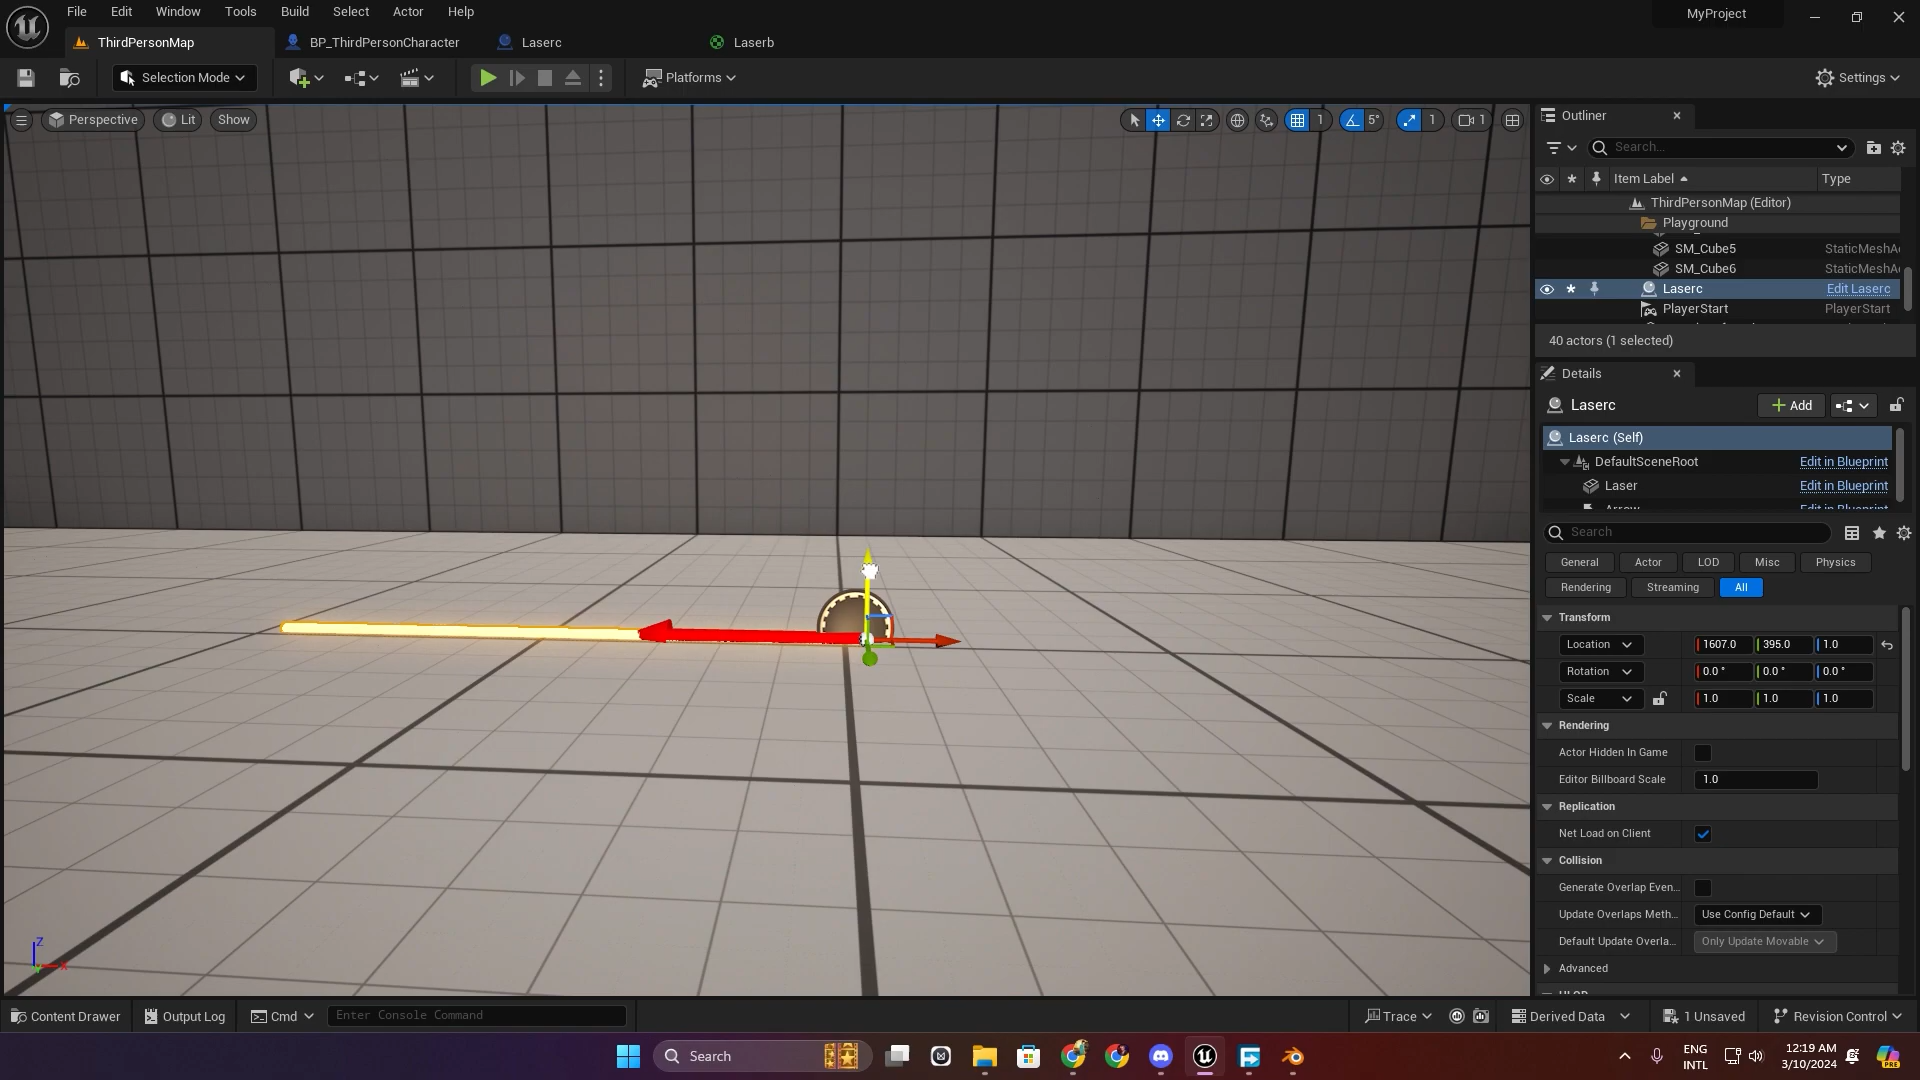 File Edit Window Tools Build Select Actor Help
MyProject
ThirdPersonMap BP_ThirdPersonCharacter Laserc Laserb
Selection Mode Platforms Settings
Perspective Lit Show 1 5° 1 1
Outliner
Search...
Item Label Type
ThirdPersonMap (Editor)
Playground
SM_Cube5 StaticMeshA
SM_Cube6 StaticMeshA
Laserc Edit Laserc
PlayerStart PlayerStart
40 actors (1 selected)
Details
Laserc Add
Laserc (Self)
DefaultSceneRoot Edit in Blueprint
Laser Edit in Blueprint
Arrow Edit in Blueprint
Search
General Actor LOD Misc Physics
Rendering Streaming All
Transform
Location 1607.0 395.0 1.0
Rotation 0.0 ° 0.0 ° 0.0 °
Scale 1.0 1.0 1.0
Rendering
Actor Hidden In Game
Editor Billboard Scale 1.0
Replication
Net Load on Client
Collision
Generate Overlap Even...
Update Overlaps Meth... Use Config Default
Default Update Overla... Only Update Movable
Advanced
HLOD
Z
X
Content Drawer Output Log Cmd Enter Console Command Trace Derived Data 1 Unsaved Revision Control
Search
ENG
INTL
12:19 AM
3/10/2024
PRE